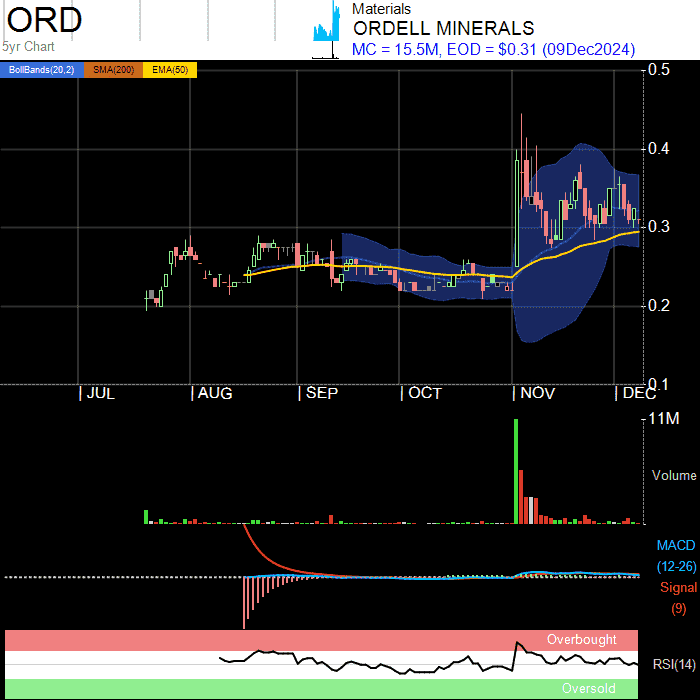 ORD
Materials
ORDELL MINERALS
5yr Chart
MC = 15.5M, EOD = $0.31 (09Dec2024)
BollBands(20,2) SMA(200) EMA(50)
0.5
0.4
0.3
0.2
0.1
| JUL | AUG | SEP | OCT | NOV | DEC
11M
Volume
MACD
(12-26)
Signal
(9)
Overbought
RSI(14)
Oversold